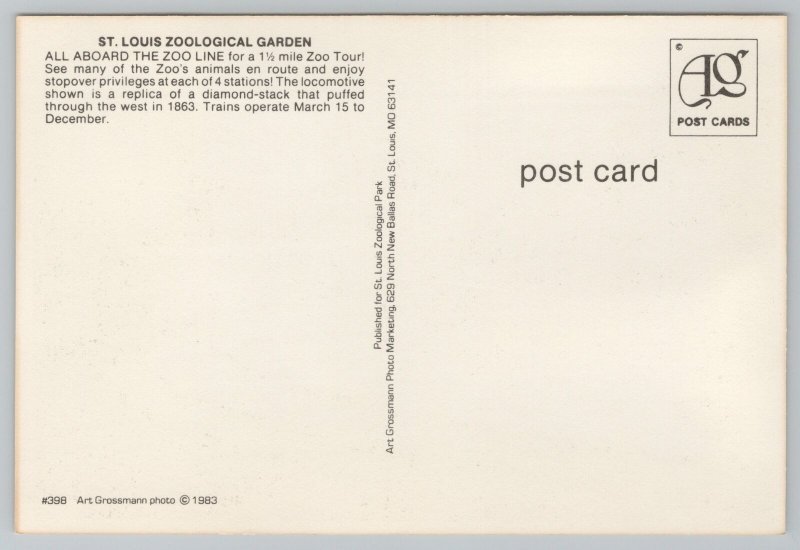 ST. LOUIS ZOOLOGICAL GARDEN
ALL ABOARD THE ZOO LINE for a 1½ mile Zoo Tour!
See many of the Zoo's animals en route and enjoy
stopover privileges at each of 4 stations! The locomotive
shown is a replica of a diamond-stack that puffed
through the west in 1863. Trains operate March 15 to
December.
#398 Art Grossmann photo © 1983
Published for St. Louis Zoological Park
Art Grossmann Photo Marketing, 629 North New Ballas Road, St. Louis, MO 63141
©
AG
POST CARDS
post card